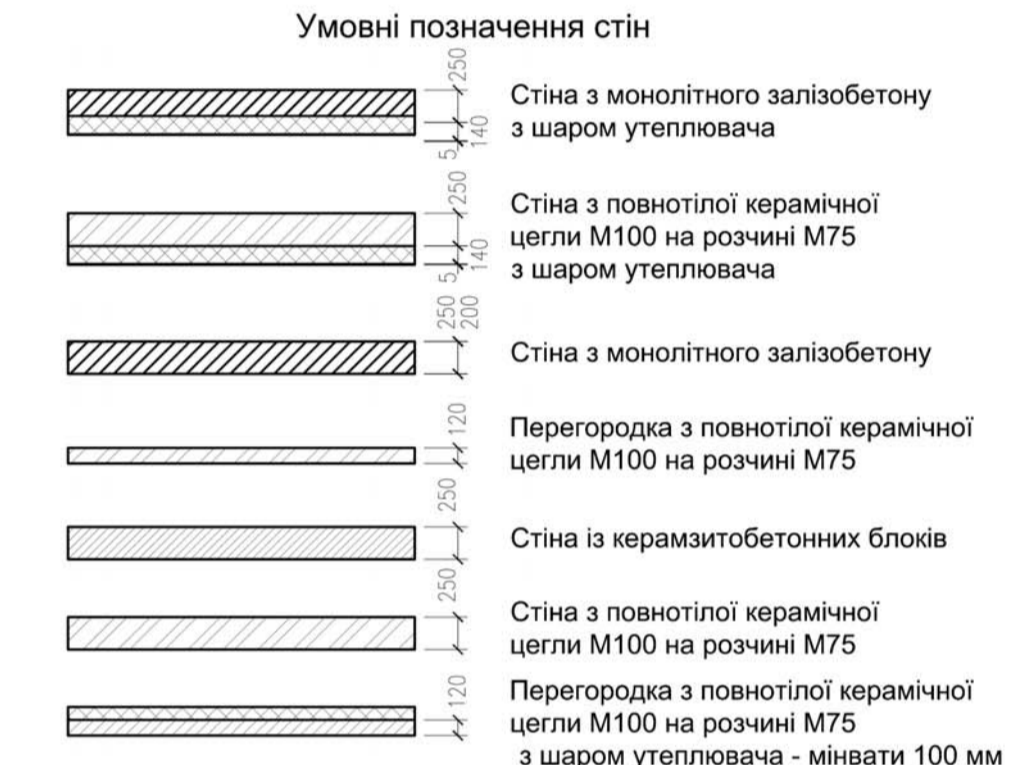 Умовні позначення стін
250
140
5
Стіна з монолітного залізобетону
з шаром утеплювача
250
140
5
Стіна з повнотілої керамічної
цегли М100 на розчині М75
з шаром утеплювача
250
200
Стіна з монолітного залізобетону
120
Перегородка з повнотілої керамічної
цегли М100 на розчині М75
250
Стіна із керамзитобетонних блоків
250
Стіна з повнотілої керамічної
цегли М100 на розчині М75
120
Перегородка з повнотілої керамічної
цегли М100 на розчині М75
з шаром утеплювача - мінвати 100 мм